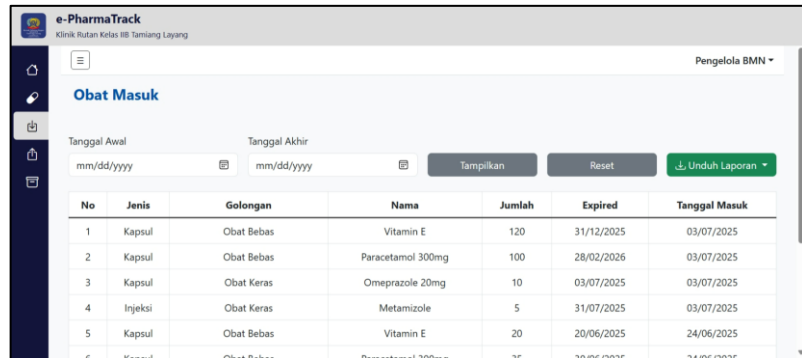 e-PharmaTrack
Klinik Rutan Kelas IIB Tamiang Layang
Pengelola BMN
Obat Masuk
Tanggal Awal Tanggal Akhir
mm/dd/yyyy mm/dd/yyyy Tampilkan Reset Unduh Laporan
No Jenis Golongan Nama Jumlah Expired Tanggal Masuk
1 Kapsul Obat Bebas Vitamin E 120 31/12/2025 03/07/2025
2 Kapsul Obat Bebas Paracetamol 300mg 100 28/02/2026 03/07/2025
3 Kapsul Obat Keras Omeprazole 20mg 10 03/07/2025 03/07/2025
4 Injeksi Obat Keras Metamizole 5 31/07/2025 03/07/2025
5 Kapsul Obat Bebas Vitamin E 20 20/06/2025 24/06/2025